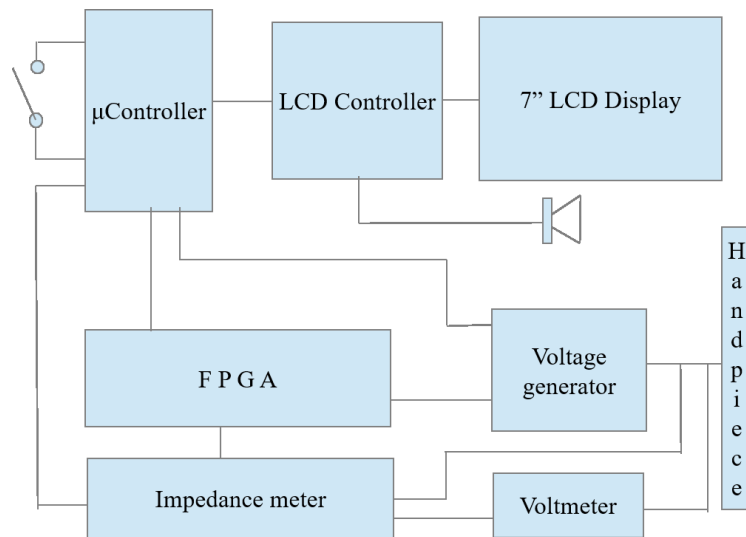 μController
LCD Controller
7” LCD Display
H
a
n
d
p
i
e
c
e
Voltage
generator
F P G A
Impedance meter
Voltmeter